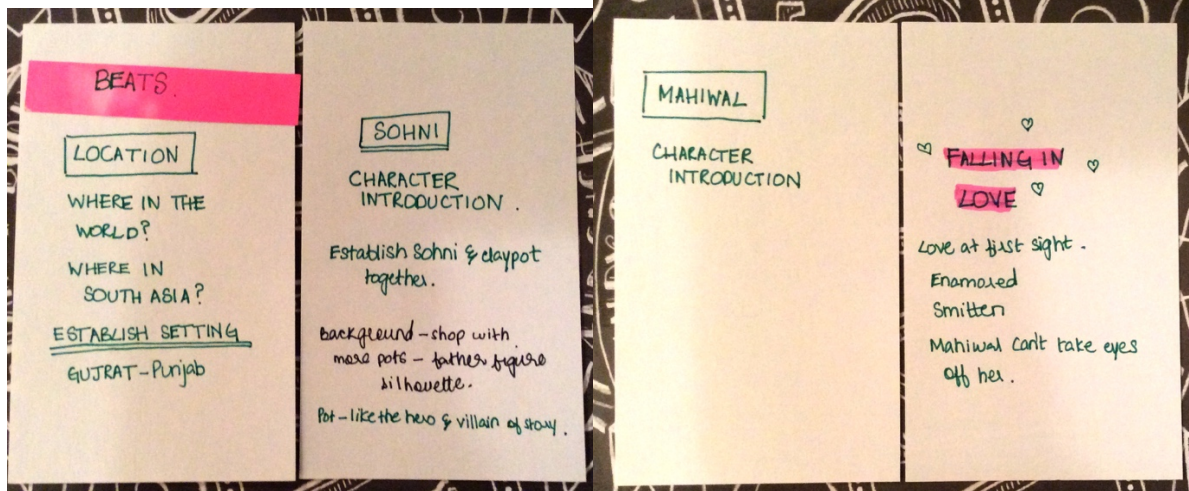 BEATS.
LOCATION
WHERE IN THE
WORLD?
WHERE IN
SOUTH ASIA?
ESTABLISH SETTING
GUJRAT - Punjab
SOHNI
CHARACTER
INTRODUCTION .
Establish Sohni & claypot
together.
Background - shop with
more pots - father figure
silhouette.
Pot - like the hero & villain of story.
MAHIWAL
CHARACTER
INTRODUCTION
FALLING IN
LOVE
Love at first sight.
Enamored
Smitten
Mahiwal Can't take eyes
off her.